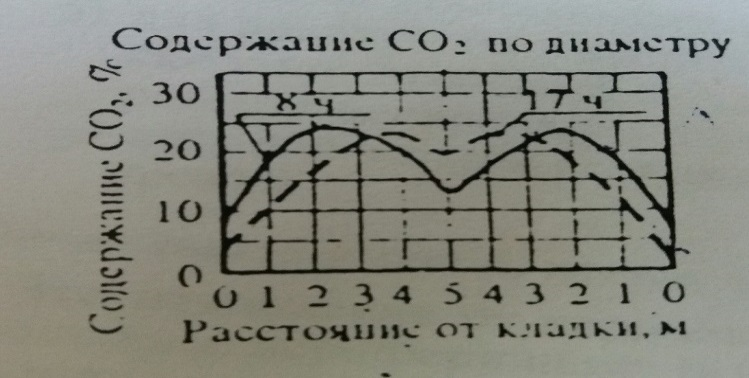 Содержание CO₂ по диаметру
Содержание CO₂, %
30
20
10
0
8 ч
17 ч
0 1 2 3 4 5 4 3 2 1 0
Расстояние от кладки, м